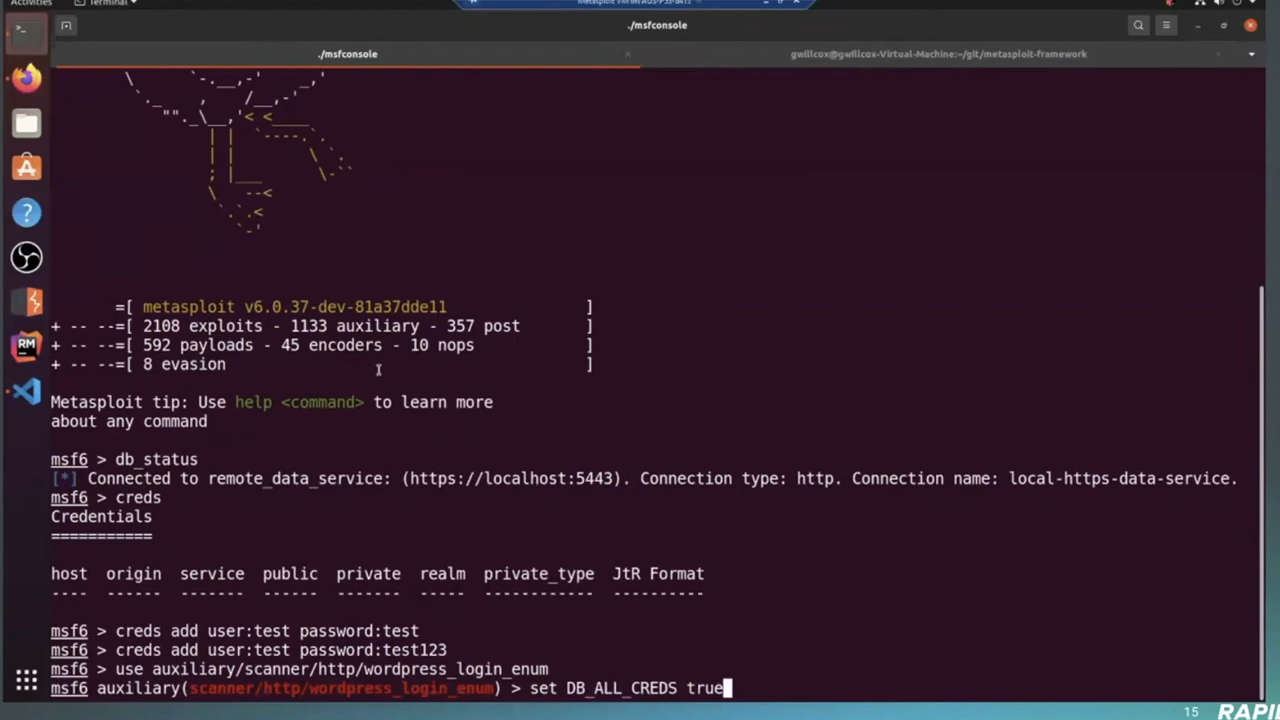 Activities Terminal
./msfconsole
./msfconsole gwillcox@gwillcox-Virtual-Machine:~/git/metasploit-framework
=[ metasploit v6.0.37-dev-81a37dde11 ]
+ -- --=[ 2108 exploits - 1133 auxiliary - 357 post ]
+ -- --=[ 592 payloads - 45 encoders - 10 nops ]
+ -- --=[ 8 evasion ]
Metasploit tip: Use help <command> to learn more
about any command
msf6 > db_status
[*] Connected to remote_data_service: (https://localhost:5443). Connection type: http. Connection name: local-https-data-service.
msf6 > creds
Credentials
===========
host origin service public private realm private_type JtR Format
---- ------ ------- ------ ------- ----- ------------ ----------
msf6 > creds add user:test password:test
msf6 > creds add user:test password:test123
msf6 > use auxiliary/scanner/http/wordpress_login_enum
msf6 auxiliary(scanner/http/wordpress_login_enum) > set DB_ALL_CREDS true
15 RAPI